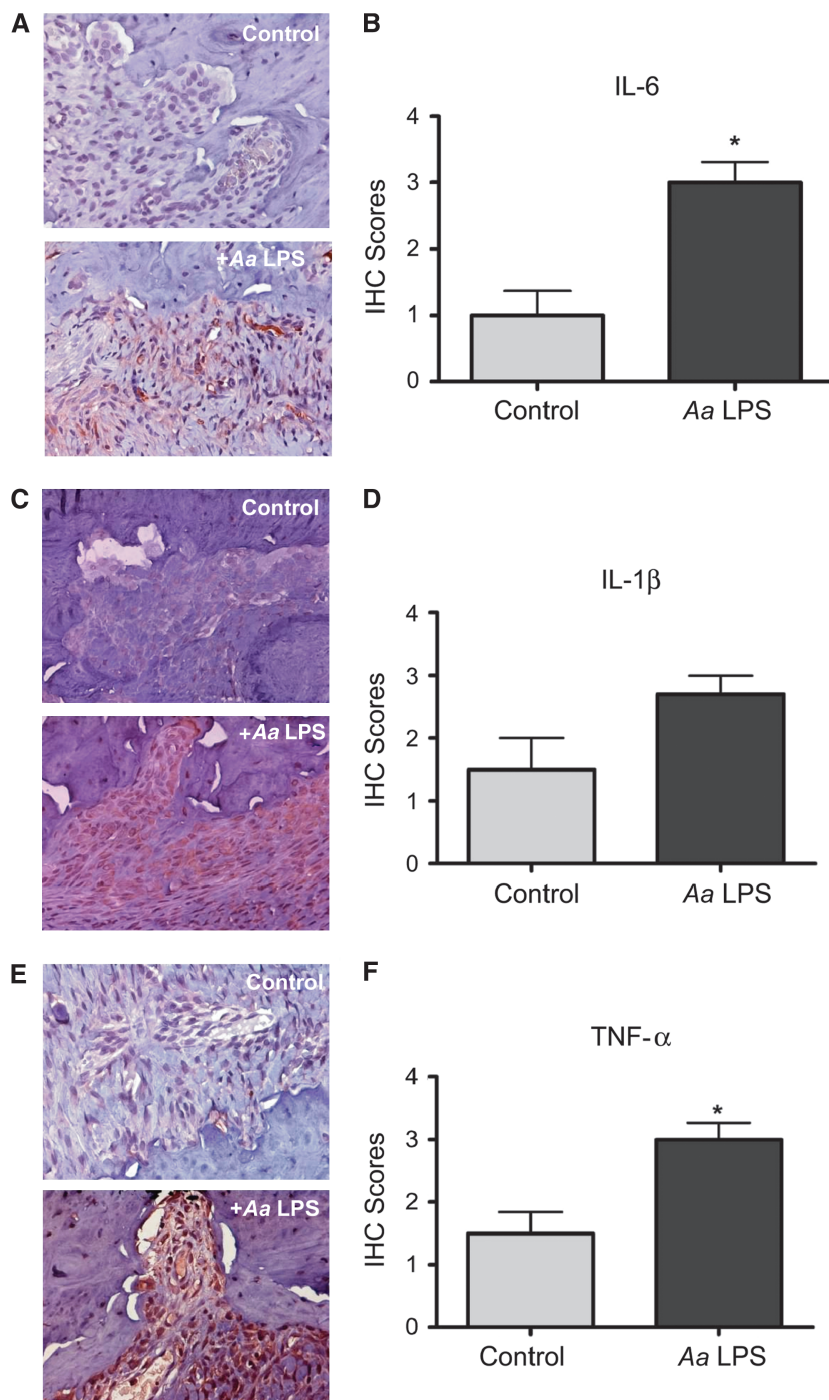 A
Control
+Aa LPS
B
IL-6
IHC Scores
4
3
2
1
0
*
Control
Aa LPS
C
Control
+Aa LPS
D
IL-1β
IHC Scores
4
3
2
1
0
Control
Aa LPS
E
Control
+Aa LPS
F
TNF-α
IHC Scores
4
3
2
1
0
*
Control
Aa LPS